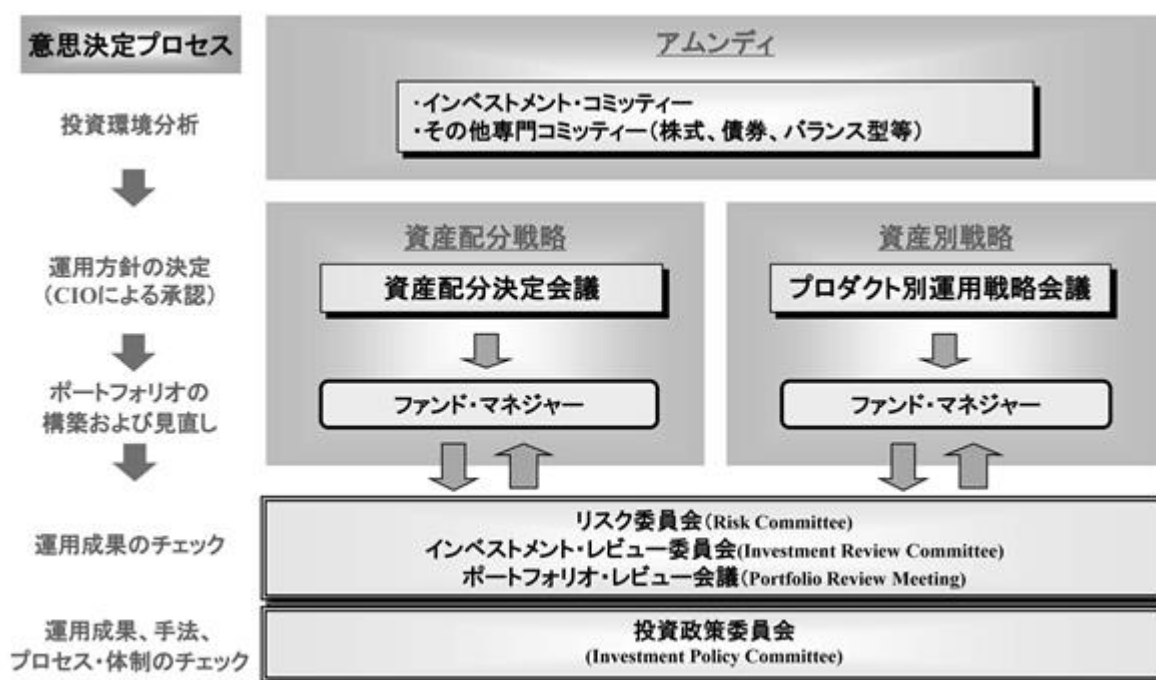 意思決定プロセス
アムンディ
・インベストメント・コミッティー
・その他専門コミッティー（株式、債券、バランス型等）
投資環境分析
資産配分戦略
資産別戦略
運用方針の決定
（CIOによる承認）
資産配分決定会議
プロダクト別運用戦略会議
ポートフォリオの
構築および見直し
ファンド・マネジャー
ファンド・マネジャー
運用成果のチェック
リスク委員会（Risk Committee）
インベストメント・レビュー委員会(Investment Review Committee)
ポートフォリオ・レビュー会議（Portfolio Review Meeting）
運用成果、手法、
プロセス・体制のチェック
投資政策委員会
(Investment Policy Committee)